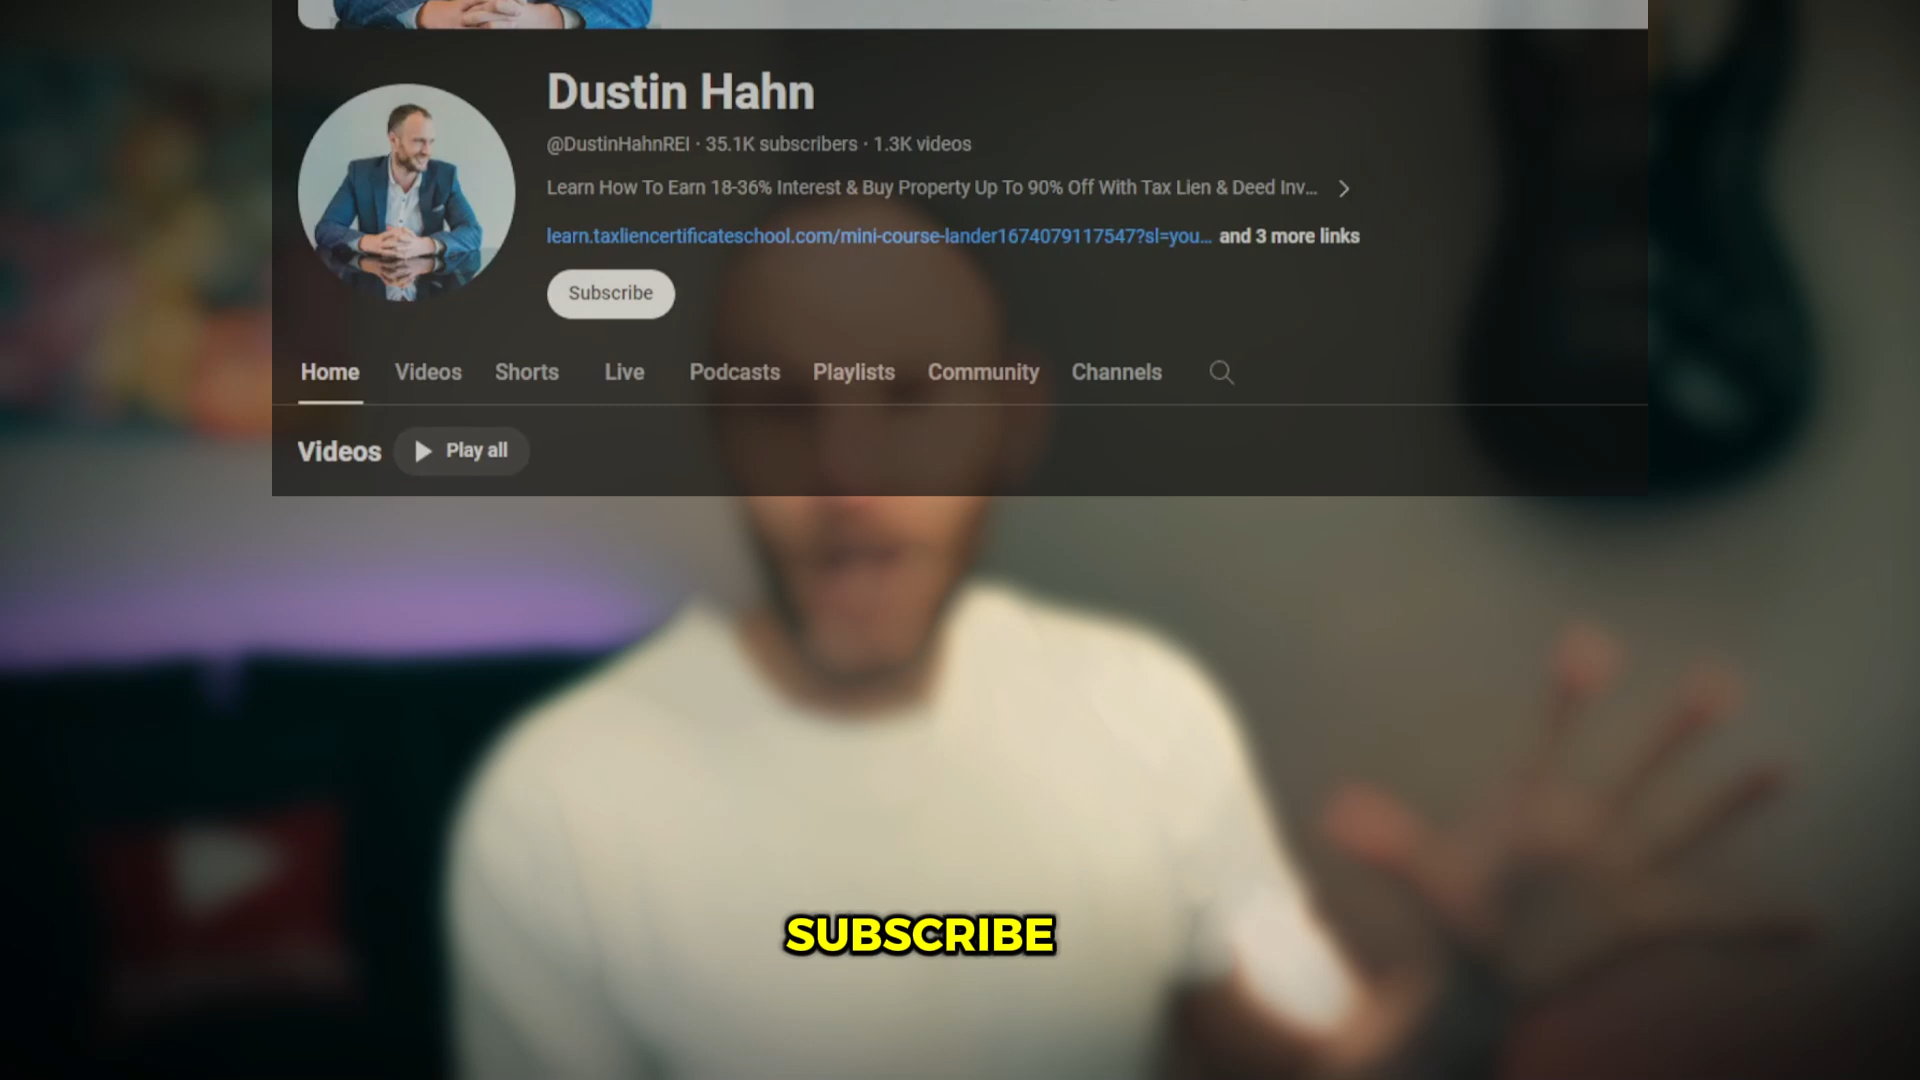 Dustin Hahn
@DustinHahnREI · 35.1K subscribers · 1.3K videos
Learn How To Earn 18-36% Interest & Buy Property Up To 90% Off With Tax Lien & Deed Inv...
learn.taxliencertificateschool.com/mini-course-lander1674079117547?sl=you... and 3 more links
Subscribe
Home Videos Shorts Live Podcasts Playlists Community Channels
Videos Play all
SUBSCRIBE